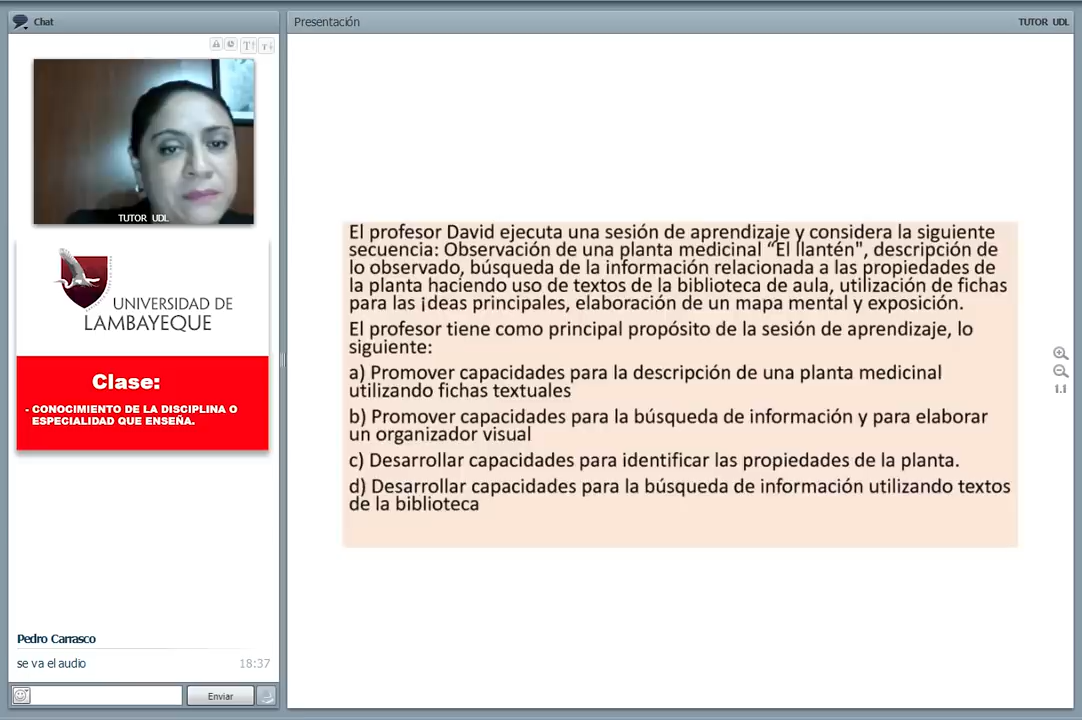 Chat
Presentación
TUTOR UDL
TUTOR UDL
UNIVERSIDAD DE
LAMBAYEQUE
Clase:
- CONOCIMIENTO DE LA DISCIPLINA O
ESPECIALIDAD QUE ENSEÑA.
El profesor David ejecuta una sesión de aprendizaje y considera la siguiente
secuencia: Observación de una planta medicinal “El llantén", descripción de
lo observado, búsqueda de la información relacionada a las propiedades de
la planta haciendo uso de textos de la biblioteca de aula, utilización de fichas
para las ¡deas principales, elaboración de un mapa mental y exposición.
El profesor tiene como principal propósito de la sesión de aprendizaje, lo
siguiente:
a) Promover capacidades para la descripción de una planta medicinal
utilizando fichas textuales
b) Promover capacidades para la búsqueda de información y para elaborar
un organizador visual
c) Desarrollar capacidades para identificar las propiedades de la planta.
d) Desarrollar capacidades para la búsqueda de información utilizando textos
de la biblioteca
1.1
Pedro Carrasco
se va el audio 18:37
Enviar